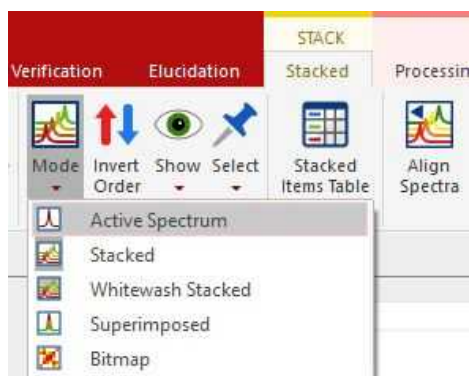 STACK
Verification Elucidation Stacked
Mode Invert Order Show Select Stacked Items Table Align Spectra
Active Spectrum
Stacked
Whitewash Stacked
Superimposed
Bitmap